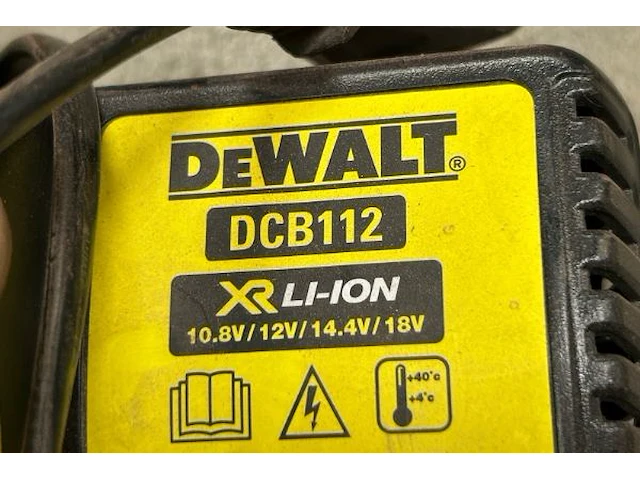 DEWALT®
DCB112
XR LI-ION
10.8V/12V/14.4V/18V
+40°C
+4°C